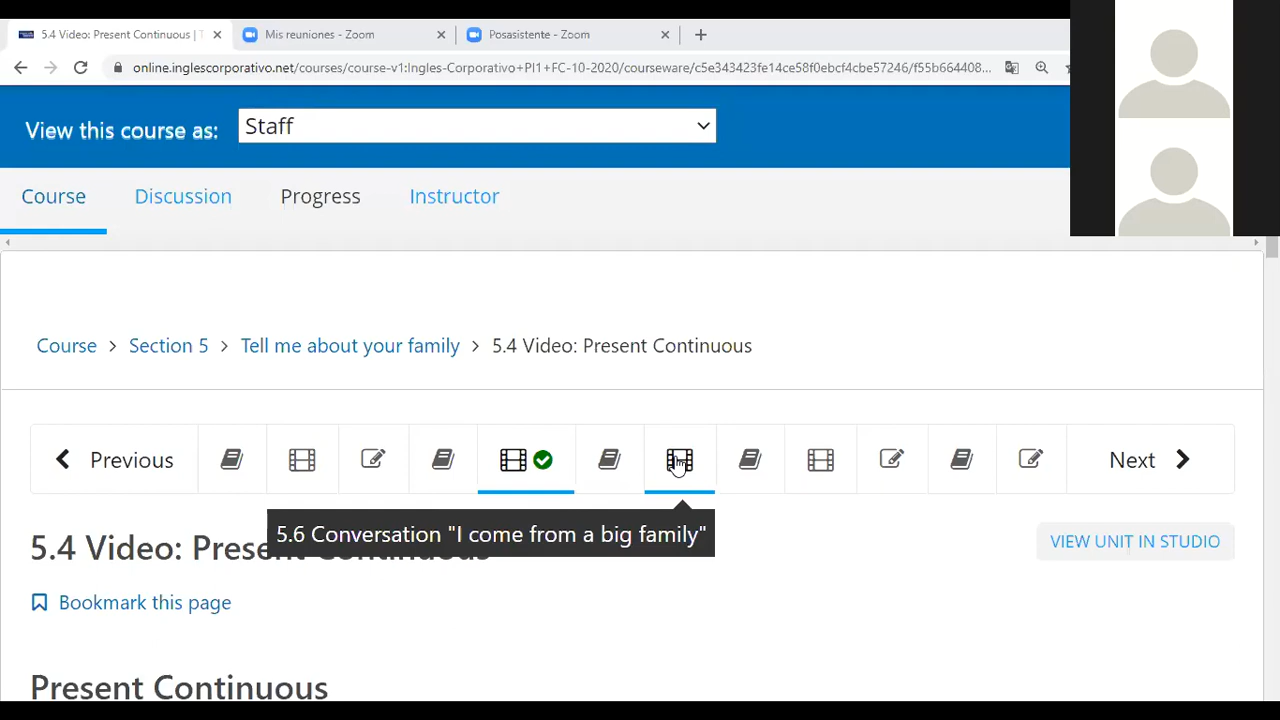 5.4 Video: Present Continuous | T
Mis reuniones - Zoom
Posasistente - Zoom
online.inglescorporativo.net/courses/course-v1:Ingles-Corporativo+PI1+FC-10-2020/courseware/c5e343423fe14ce58f0ebcf4cbe57246/f55b664408...
View this course as: Staff
Course Discussion Progress Instructor
Course > Section 5 > Tell me about your family > 5.4 Video: Present Continuous
Previous Next
5.6 Conversation "I come from a big family"
5.4 Video: Present Continuous
VIEW UNIT IN STUDIO
Bookmark this page
Present Continuous